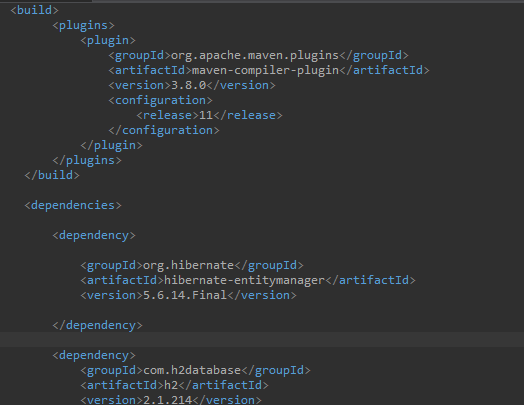 <build>
<plugins>
<plugin>
<groupId>org.apache.maven.plugins</groupId>
<artifactId>maven-compiler-plugin</artifactId>
<version>3.8.0</version>
<configuration>
<release>11</release>
</configuration>
</plugin>
</plugins>
</build>
<dependencies>
<dependency>
<groupId>org.hibernate</groupId>
<artifactId>hibernate-entitymanager</artifactId>
<version>5.6.14.Final</version>
</dependency>
<dependency>
<groupId>com.h2database</groupId>
<artifactId>h2</artifactId>
<version>2.1.214</version>